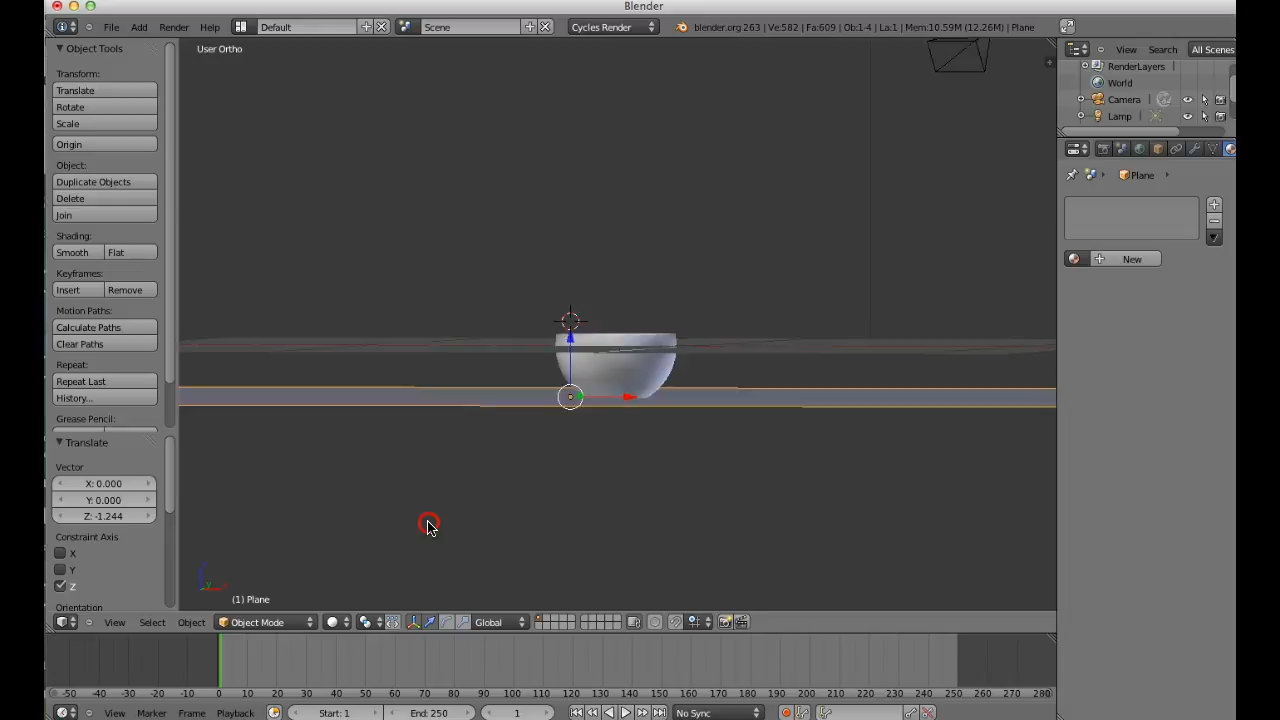 Blender
File Add Render Help Default Scene Cycles Render blender.org 263 | Ve:582 | Fa:609 | Ob:1-4 | La:1 | Mem:10.59M (12.26M) | Plane
Object Tools
Transform:
Translate
Rotate
Scale
Origin
Object:
Duplicate Objects
Delete
Join
Shading:
Smooth Flat
Keyframes:
Insert Remove
Motion Paths:
Calculate Paths
Clear Paths
Repeat:
Repeat Last
History...
Grease Pencil:
Translate
Vector
X: 0.000
Y: 0.000
Z: -1.244
Constraint Axis
X
Y
Z
Orientation
User Ortho
(1) Plane
View Search All Scenes
RenderLayers
World
Camera
Lamp
Plane
New
View Select Object Object Mode Global
-50 -40 -30 -20 -10 0 10 20 30 40 50 60 70 80 90 100 110 120 130 140 150 160 170 180 190 200 210 220 230 240 250 260 270 280
View Marker Frame Playback Start: 1 End: 250 1 No Sync